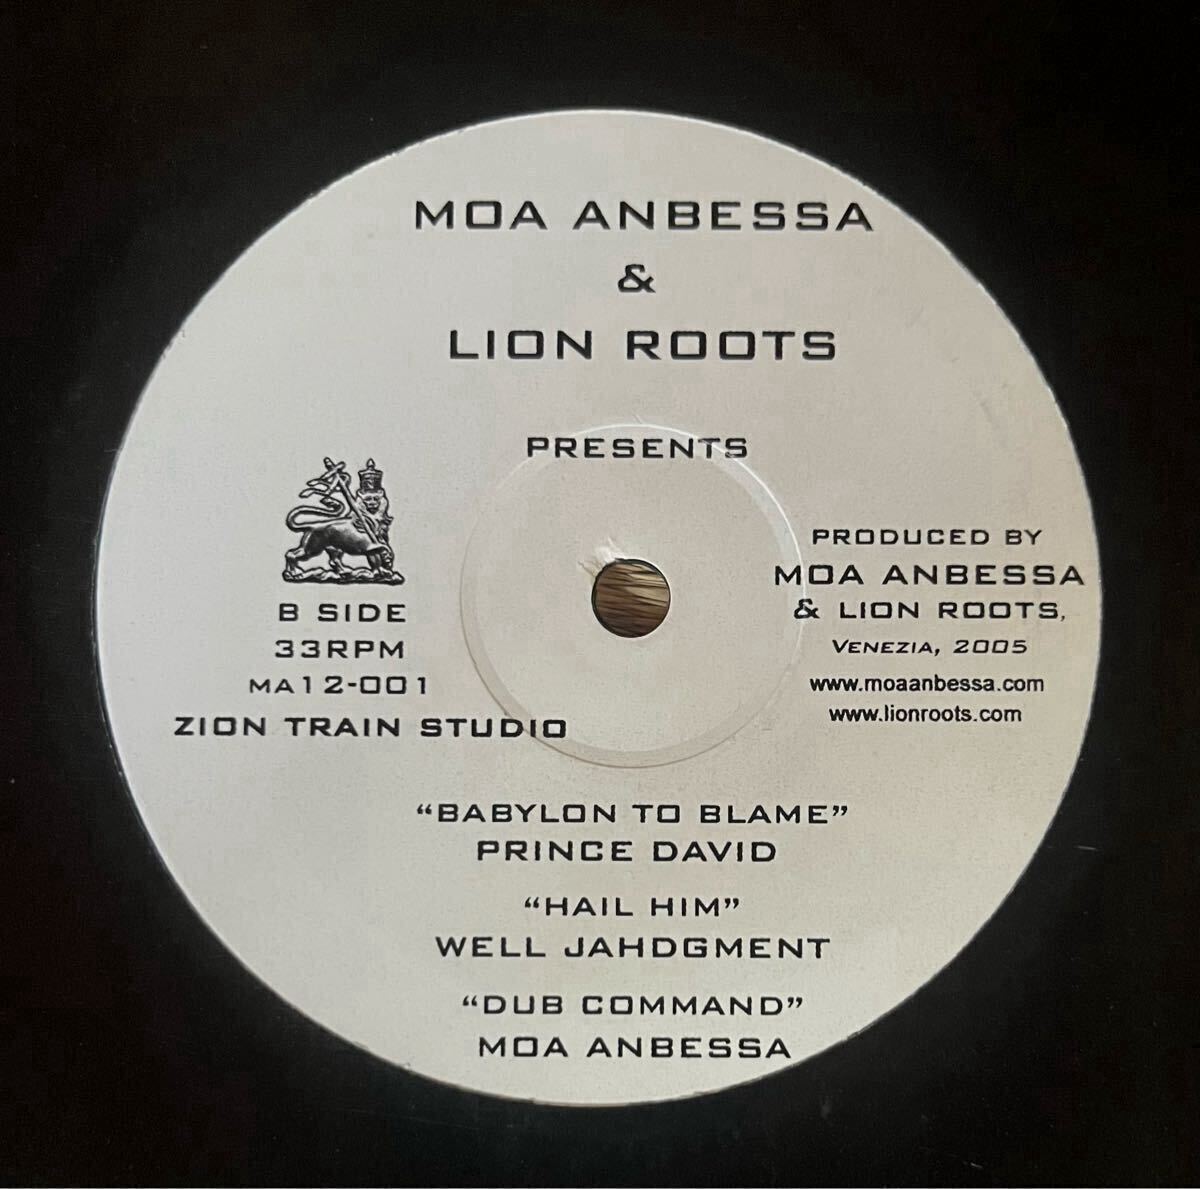 MOA ANBESSA
&
LION ROOTS
PRESENTS
B SIDE
33RPM
MA12-001
ZION TRAIN STUDIO
PRODUCED BY
MOA ANBESSA
& LION ROOTS,
VENEZIA, 2005
www.moaanbessa.com
www.lionroots.com
“BABYLON TO BLAME”
PRINCE DAVID
“HAIL HIM”
WELL JAHDGMENT
“DUB COMMAND”
MOA ANBESSA